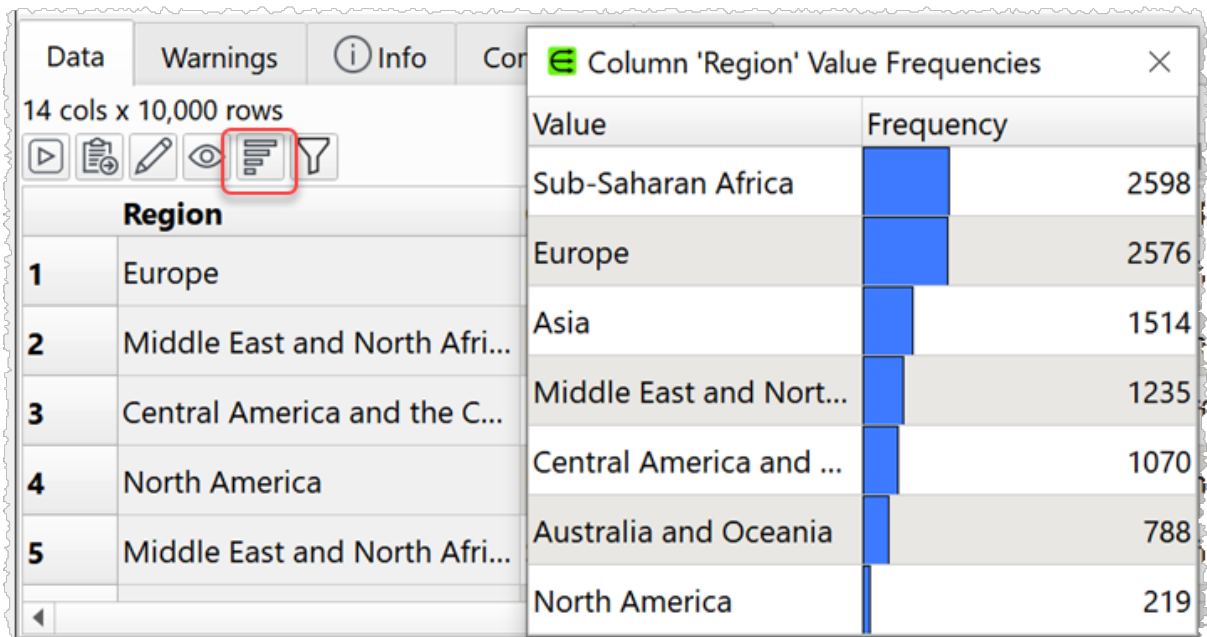 Data
Warnings
Info
Cor
14 cols x 10,000 rows
Region
1 Europe
2 Middle East and North Afri...
3 Central America and the C...
4 North America
5 Middle East and North Afri...
Column 'Region' Value Frequencies
Value Frequency
Sub-Saharan Africa 2598
Europe 2576
Asia 1514
Middle East and Nort... 1235
Central America and ... 1070
Australia and Oceania 788
North America 219